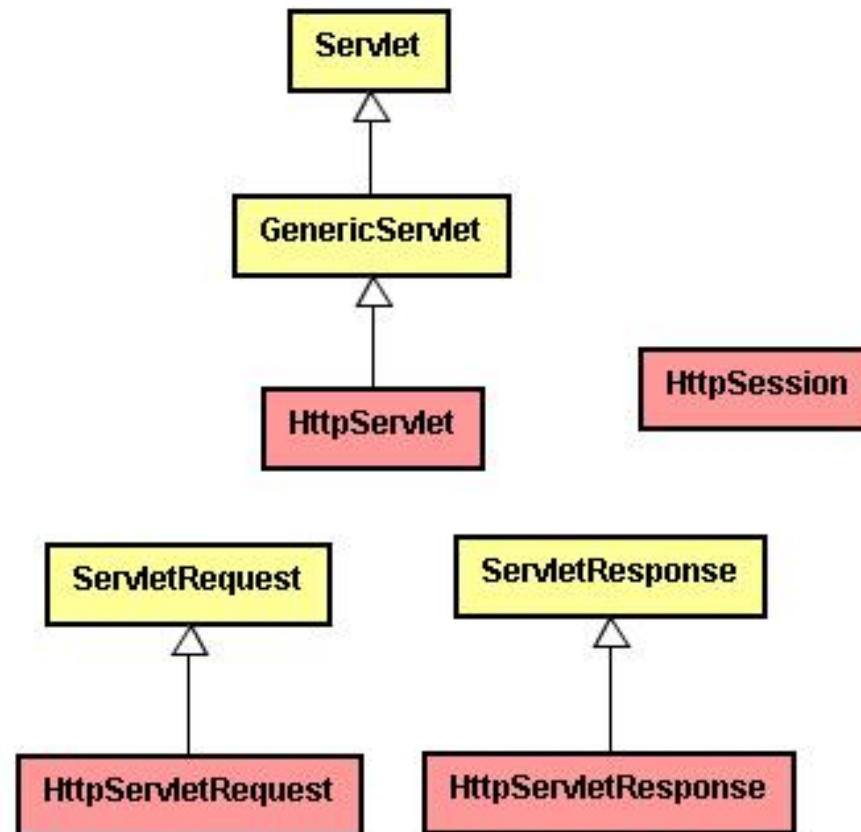 Servlet
GenericServlet
HttpServlet
HttpSession
ServletRequest
ServletResponse
HttpServletRequest
HttpServletResponse